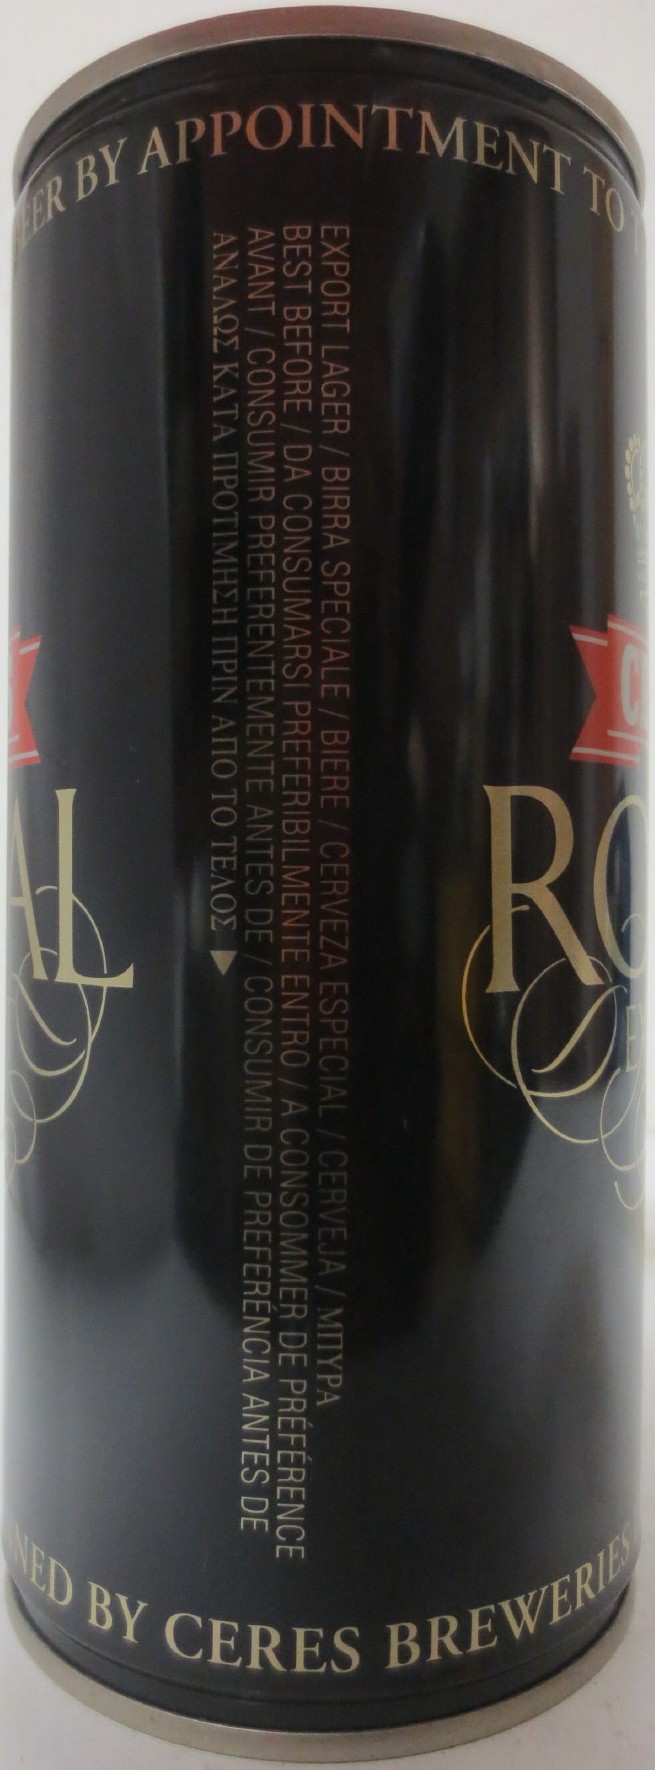 BEER BY APPOINTMENT TO
EXPORT LAGER / BIRRA SPECIALE / BIERE / CERVEZA ESPECIAL / CERVEJA / ΜΠΥΡΑ
BEST BEFORE / DA CONSUMARSI PREFERIBILMENTE ENTRO / A CONSOMMER DE PRÉFÉRENCE
AVANT / CONSUMIR PREFERENTEMENTE ANTES DE / CONSUMIR DE PREFERÉNCIA ANTES DE
ΑΝΑΛΩΣ ΚΑΤΑ ΠΡΟΤΙΜΗΣΗ ΠΡΙΝ ΑΠΟ ΤΟ ΤΕΛΟΣ ▼
AL
RO
NED BY CERES BREWERIES